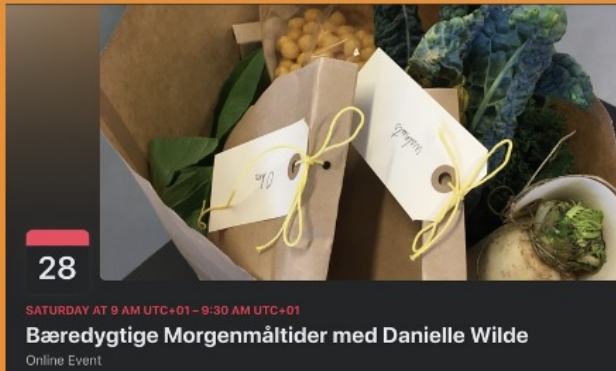 28
SATURDAY AT 9 AM UTC+01 – 9:30 AM UTC+01
Bæredygtige Morgenmåltider med Danielle Wilde
Online Event